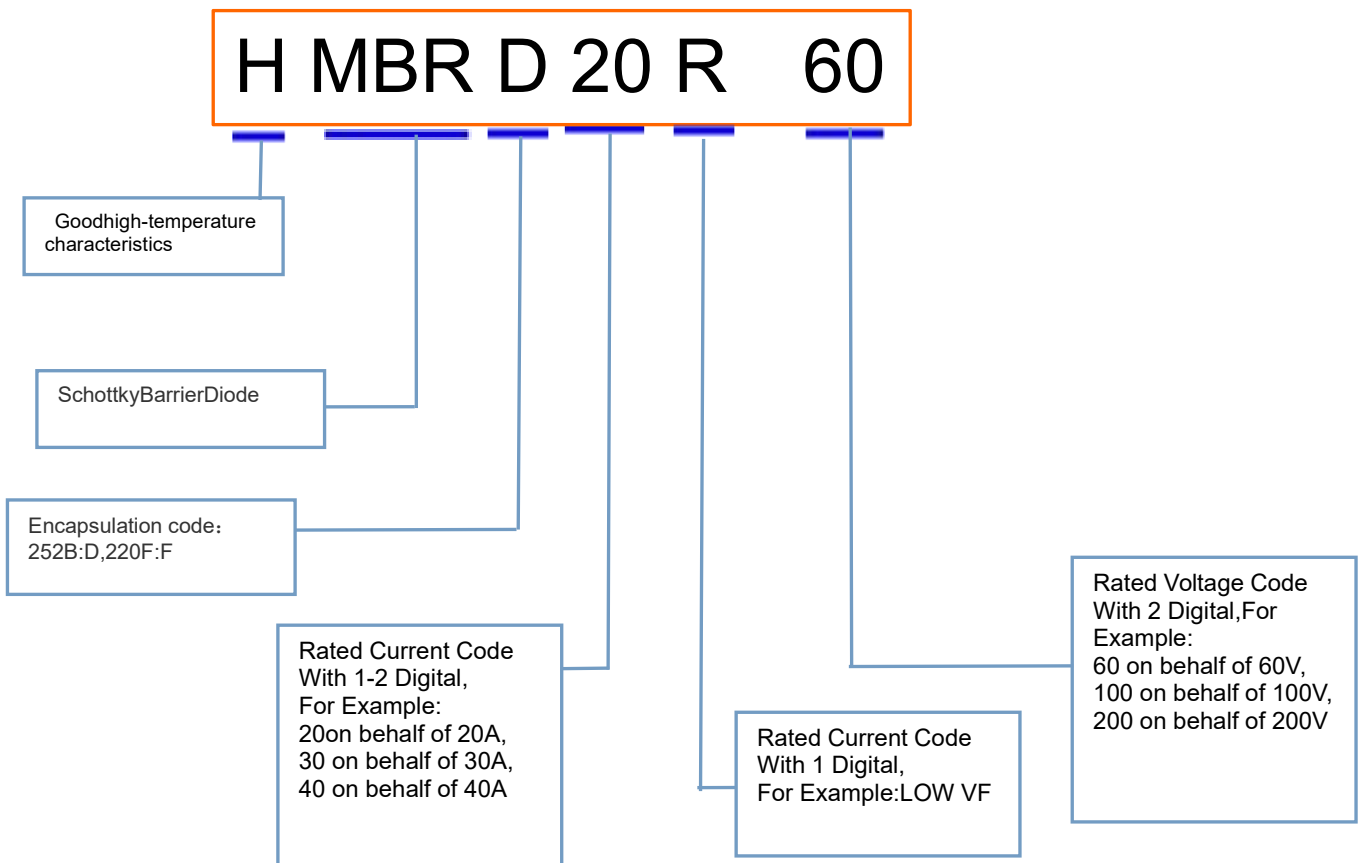 H MBR D 20 R 60
Goodhigh-temperature
characteristics
SchottkyBarrierDiode
Encapsulation code：
252B:D,220F:F
Rated Current Code
With 1-2 Digital,
For Example:
20on behalf of 20A,
30 on behalf of 30A,
40 on behalf of 40A
Rated Current Code
With 1 Digital,
For Example:LOW VF
Rated Voltage Code
With 2 Digital,For
Example:
60 on behalf of 60V,
100 on behalf of 100V,
200 on behalf of 200V